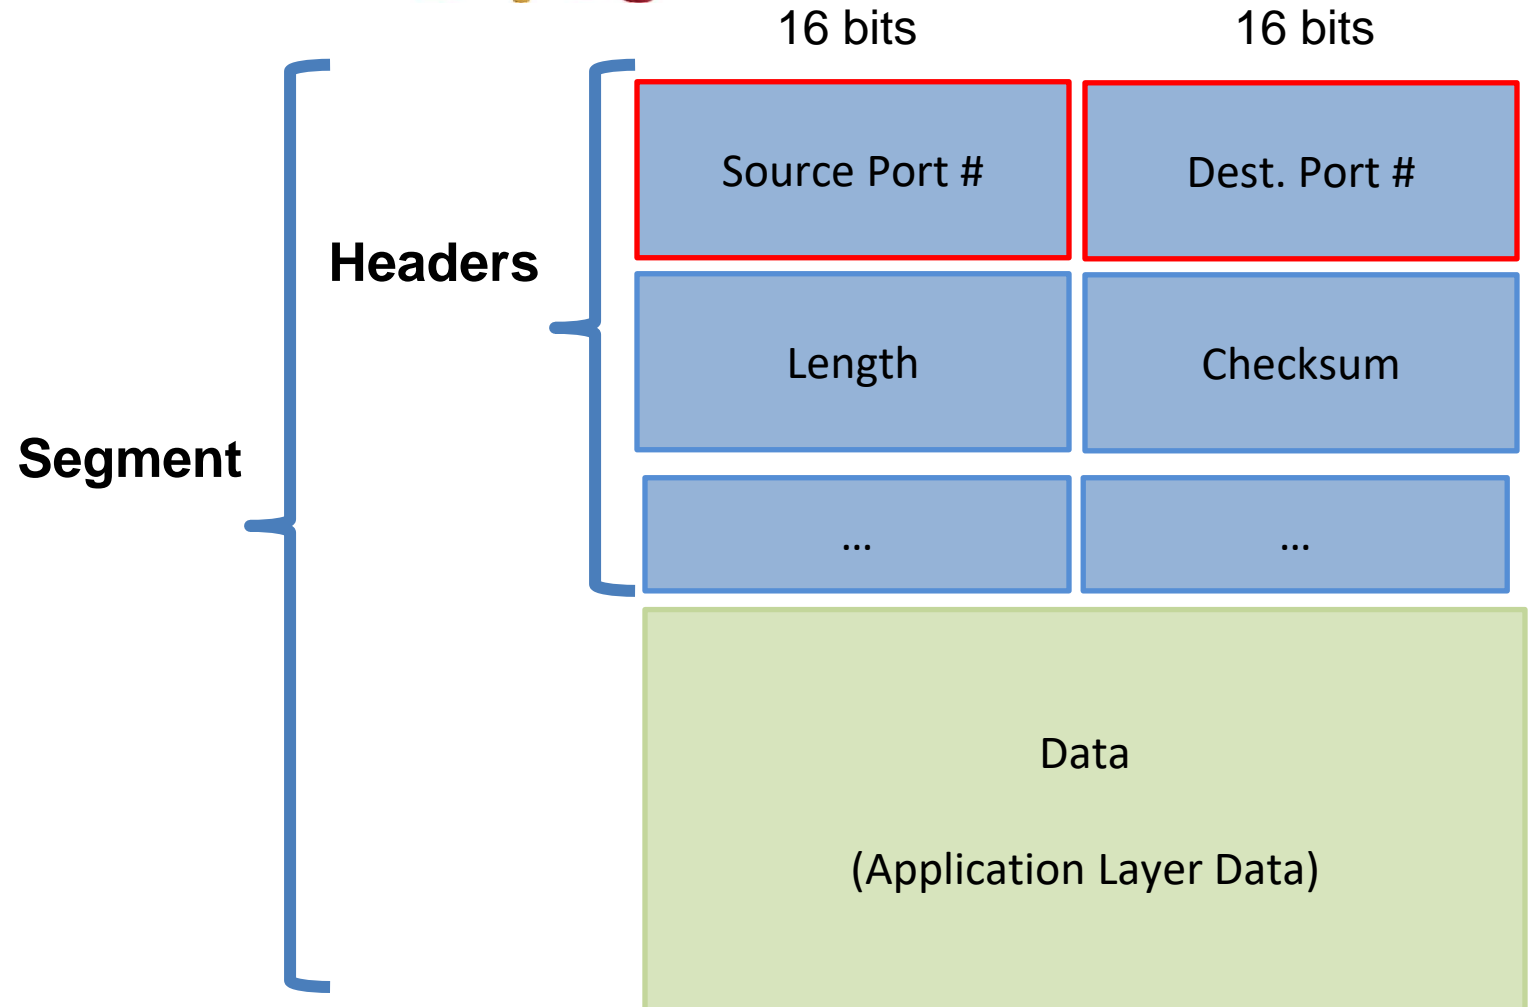 16 bits 16 bits
Source Port # Dest. Port #
Headers
Length Checksum
Segment
... ...
Data
(Application Layer Data)